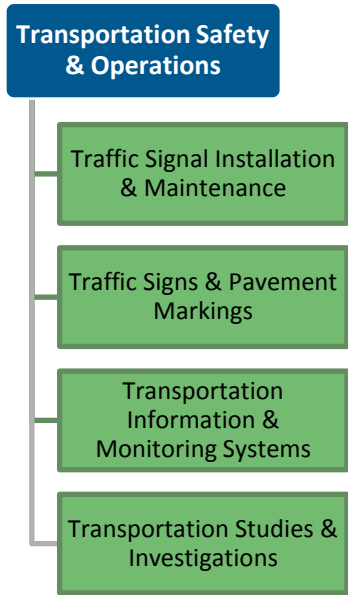 Transportation Safety
& Operations
Traffic Signal Installation
& Maintenance
Traffic Signs & Pavement
Markings
Transportation
Information &
Monitoring Systems
Transportation Studies &
Investigations